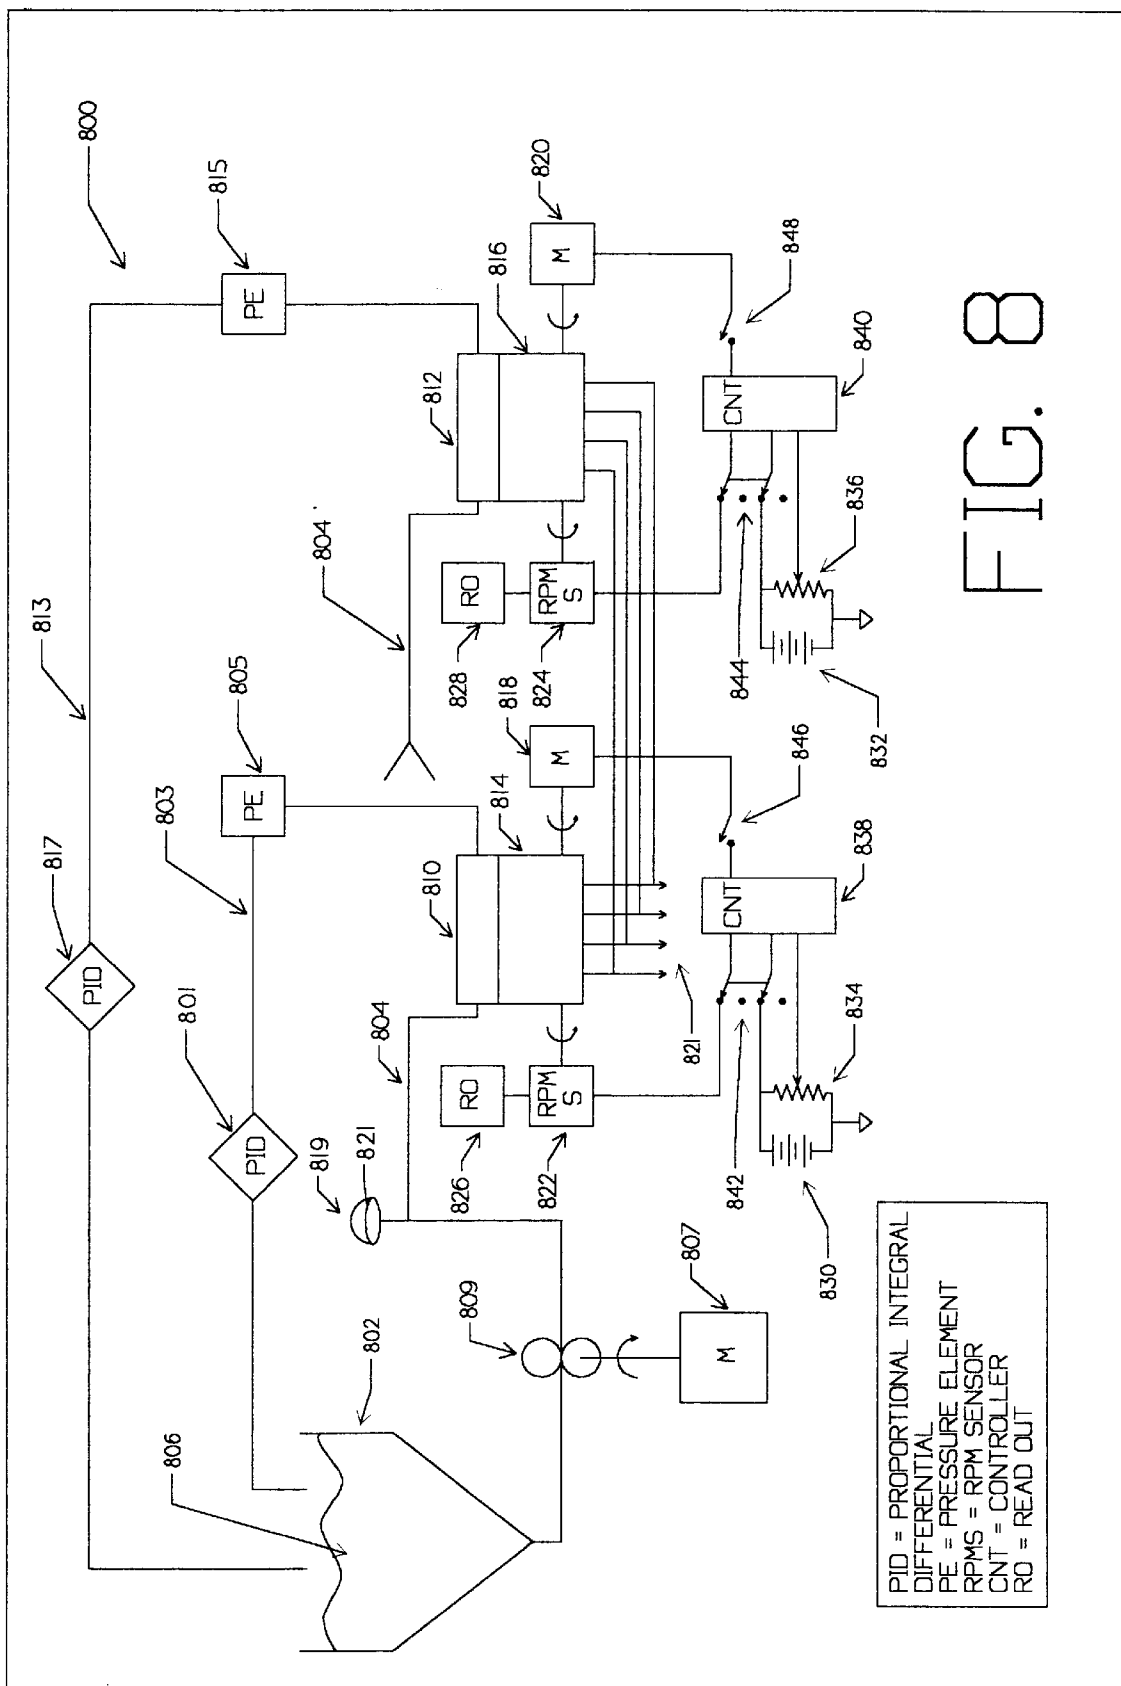 800
813
815
PE
817
PID
803
805
PE
801
PID
804
812
816
820
M
828
RO
824
RPM
S
819
821
804
810
814
818
M
826
RO
822
RPM
S
821
806
802
809
807
M
848
CNT
840
844
836
832
846
CNT
838
842
834
830
PID = PROPORTIONAL INTEGRAL
DIFFERENTIAL
PE = PRESSURE ELEMENT
RPMS = RPM SENSOR
CNT = CONTROLLER
RO = READ OUT
FIG. 8